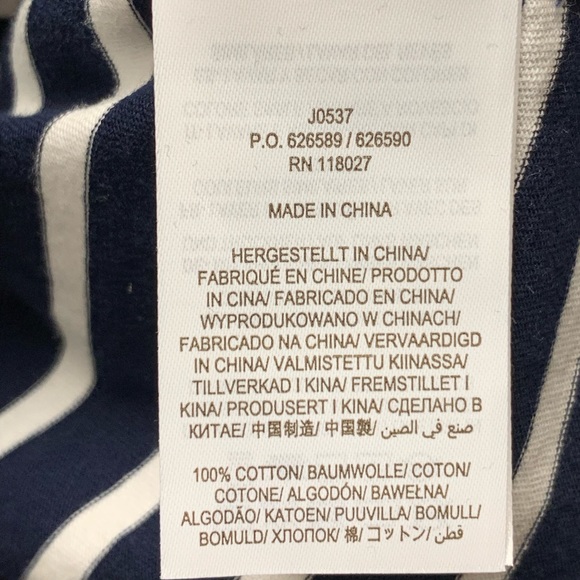 J0537
P.O. 626589 / 626590
RN 118027
MADE IN CHINA
HERGESTELLT IN CHINA/
FABRIQUÉ EN CHINE/ PRODOTTO
IN CINA/ FABRICADO EN CHINA/
WYPRODUKOWANO W CHINACH/
FABRICADO NA CHINA/ VERVAARDIGD
IN CHINA/ VALMISTETTU KIINASSA/
TILLVERKAD I KINA/ FREMSTILLET I
KINA/ PRODUSERT I KINA/ СДЕЛАНО В
КИТАЕ/ 中国制造/ 中国製/ صنع في الصين
100% COTTON/ BAUMWOLLE/ COTON/
COTONE/ ALGODÓN/ BAWEŁNA/
ALGODÃO/ KATOEN/ PUUVILLA/ BOMULL/
BOMULD/ ХЛОПОК/ 棉/ コットン/ قطن